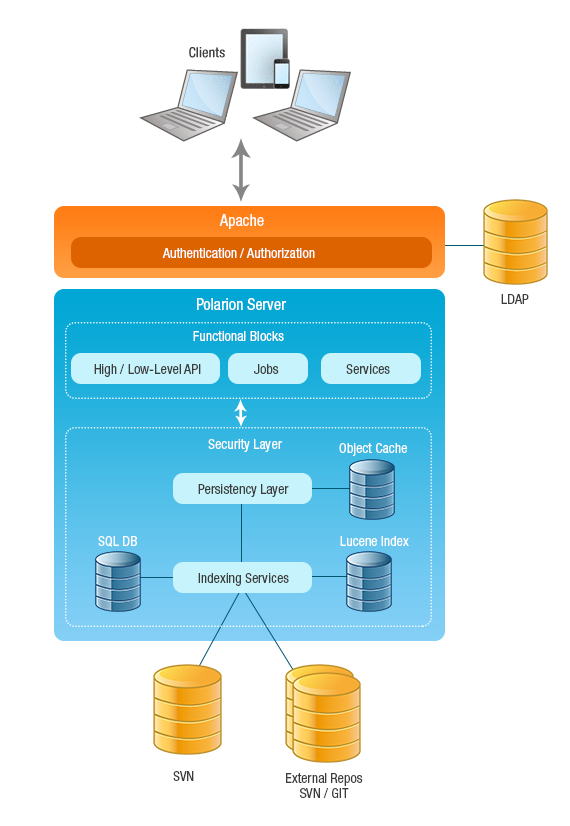 Clients
Apache
Authentication / Authorization
LDAP
Polarion Server
Functional Blocks
High / Low-Level API
Jobs
Services
Security Layer
Object Cache
Persistency Layer
SQL DB
Lucene Index
Indexing Services
SVN
External Repos
SVN / GIT